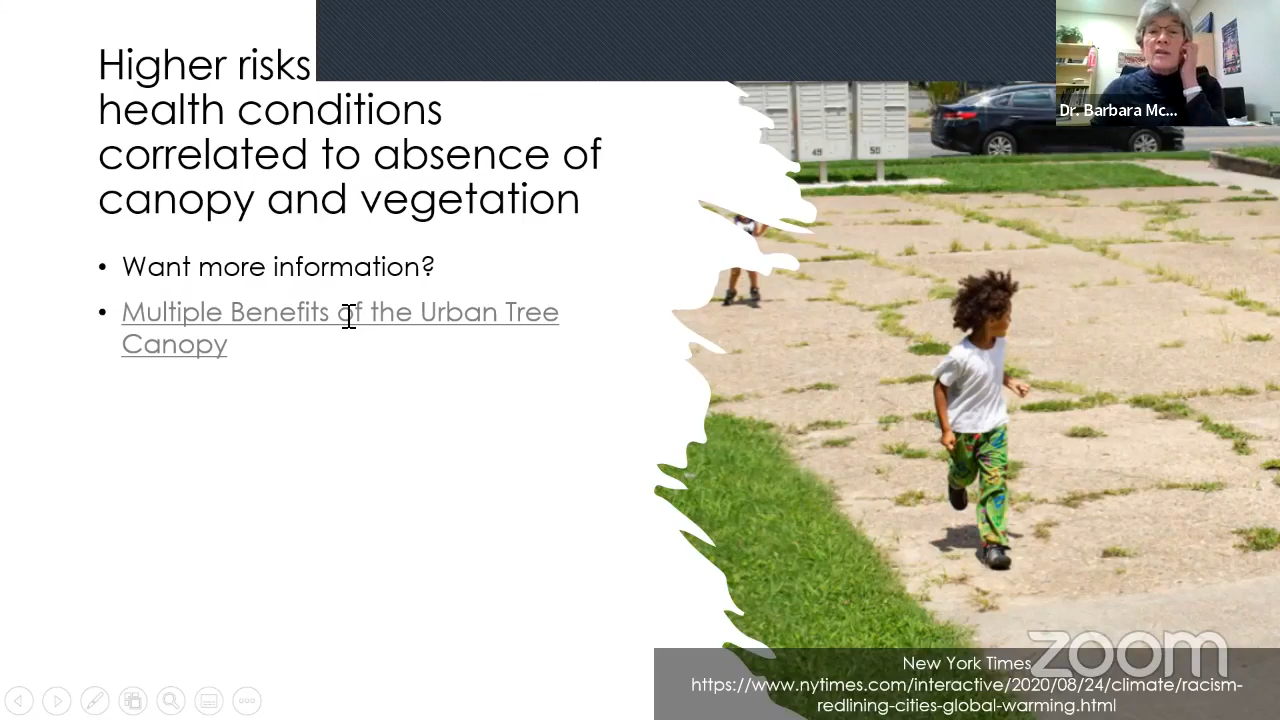 Higher risks
health conditions
correlated to absence of
canopy and vegetation
• Want more information?
• Multiple Benefits of the Urban Tree
Canopy
Dr. Barbara Mc...
49
50
zoom
New York Times
https://www.nytimes.com/interactive/2020/08/24/climate/racism-
redlining-cities-global-warming.html